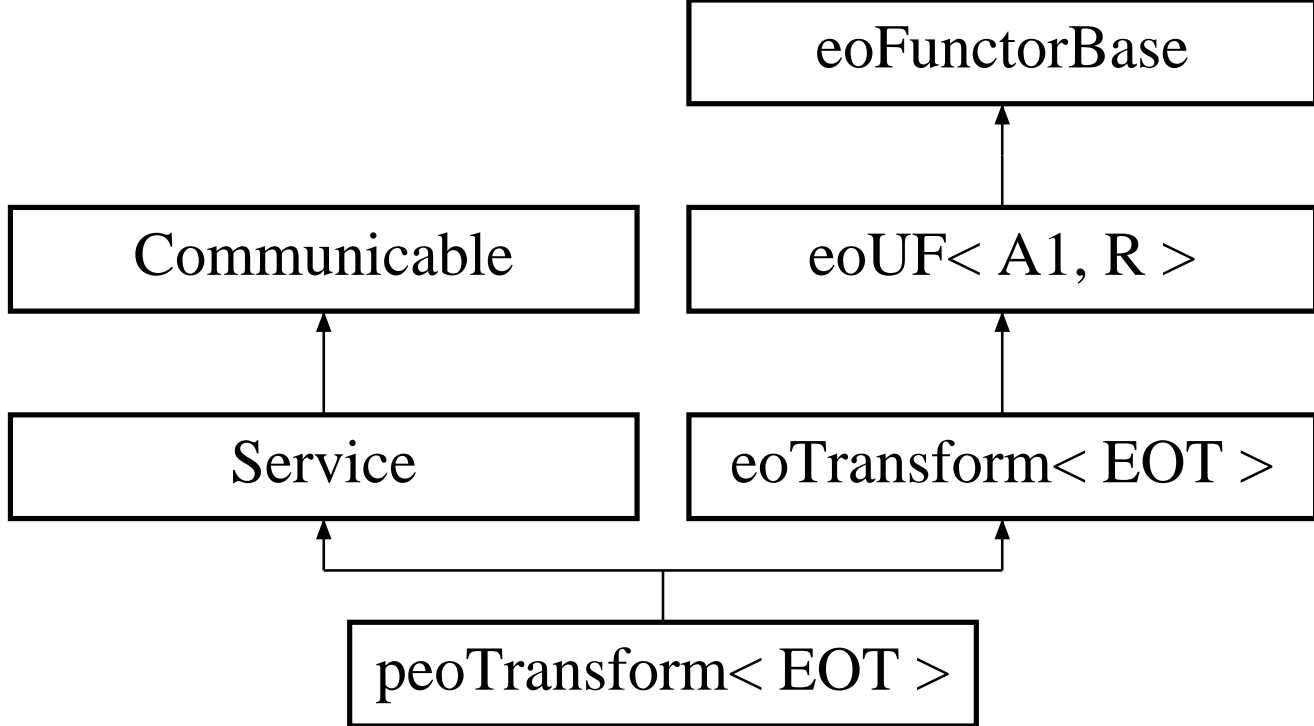 eoFunctorBase
Communicable
eoUF< A1, R >
Service
eoTransform< EOT >
peoTransform< EOT >